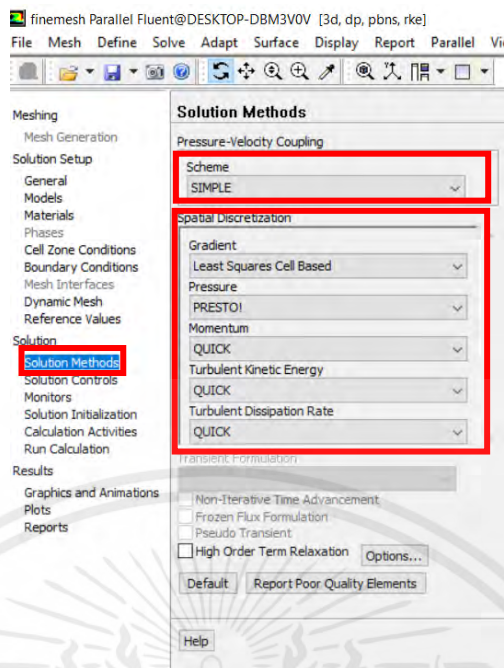 finemesh Parallel Fluent@DESKTOP-DBM3V0V [3d, dp, pbns, rke]
File Mesh Define Solve Adapt Surface Display Report Parallel Vi
Meshing
Mesh Generation
Solution Setup
General
Models
Materials
Phases
Cell Zone Conditions
Boundary Conditions
Mesh Interfaces
Dynamic Mesh
Reference Values
Solution
Solution Methods
Solution Controls
Monitors
Solution Initialization
Calculation Activities
Run Calculation
Results
Graphics and Animations
Plots
Reports
Solution Methods
Pressure-Velocity Coupling
Scheme
SIMPLE
Spatial Discretization
Gradient
Least Squares Cell Based
Pressure
PRESTO!
Momentum
QUICK
Turbulent Kinetic Energy
QUICK
Turbulent Dissipation Rate
QUICK
Transient Formulation
Non-Iterative Time Advancement
Frozen Flux Formulation
Pseudo Transient
High Order Term Relaxation Options...
Default Report Poor Quality Elements
Help